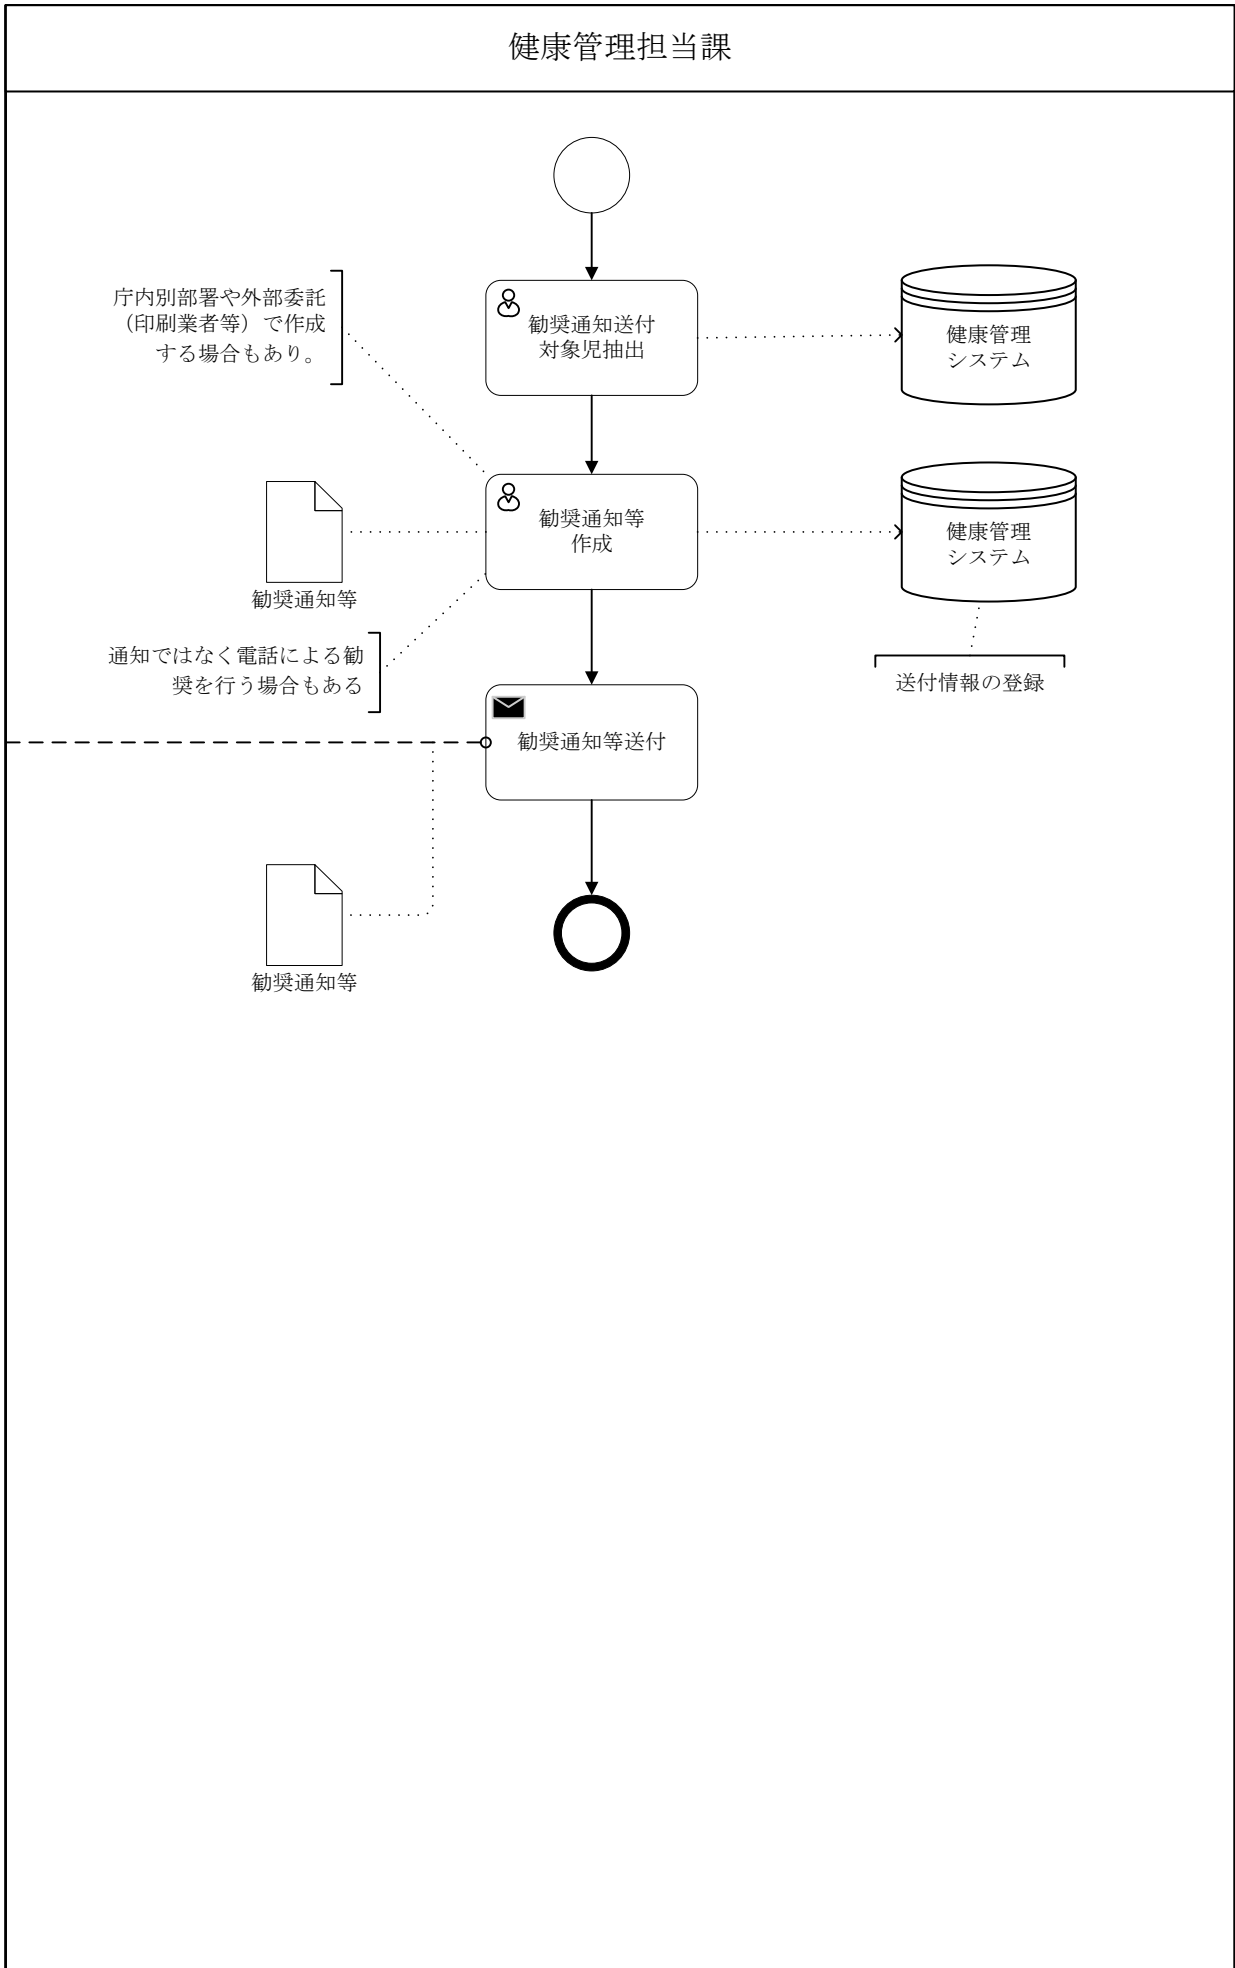 健康管理担当課
庁内別部署や外部委託
（印刷業者等）で作成
する場合もあり。
勧奨通知送付
対象児抽出
健康管理
システム
勧奨通知等
勧奨通知等
作成
健康管理
システム
通知ではなく電話による勧
奨を行う場合もある
送付情報の登録
勧奨通知等送付
勧奨通知等